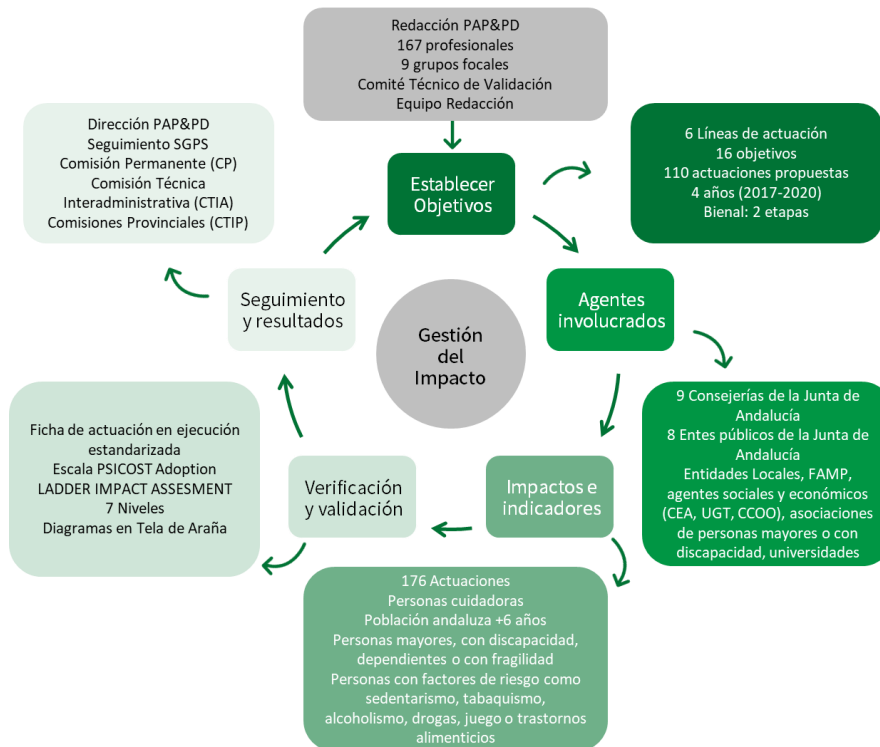 Redacción PAP&PD
167 profesionales
9 grupos focales
Comité Técnico de Validación
Equipo Redacción
Establecer
Objetivos
6 Líneas de actuación
16 objetivos
110 actuaciones propuestas
4 años (2017-2020)
Bienal: 2 etapas
Agentes
involucrados
9 Consejerías de la Junta de
Andalucía
8 Entes públicos de la Junta de
Andalucía
Entidades Locales, FAMP,
agentes sociales y económicos
(CEA, UGT, CCOO), asociaciones
de personas mayores o con
discapacidad, universidades
Impactos e
indicadores
176 Actuaciones
Personas cuidadoras
Población andaluza +6 años
Personas mayores, con discapacidad,
dependientes o con fragilidad
Personas con factores de riesgo como
sedentarismo, tabaquismo,
alcoholismo, drogas, juego o trastornos
alimenticios
Verificación
y validación
Ficha de actuación en ejecución
estandarizada
Escala PSICOST Adoption
LADDER IMPACT ASSESMENT
7 Niveles
Diagramas en Tela de Araña
Seguimiento
y resultados
Dirección PAP&PD
Seguimiento SGPS
Comisión Permanente (CP)
Comisión Técnica
Interadministrativa (CTIA)
Comisiones Provinciales (CTIP)
Gestión
del
Impacto